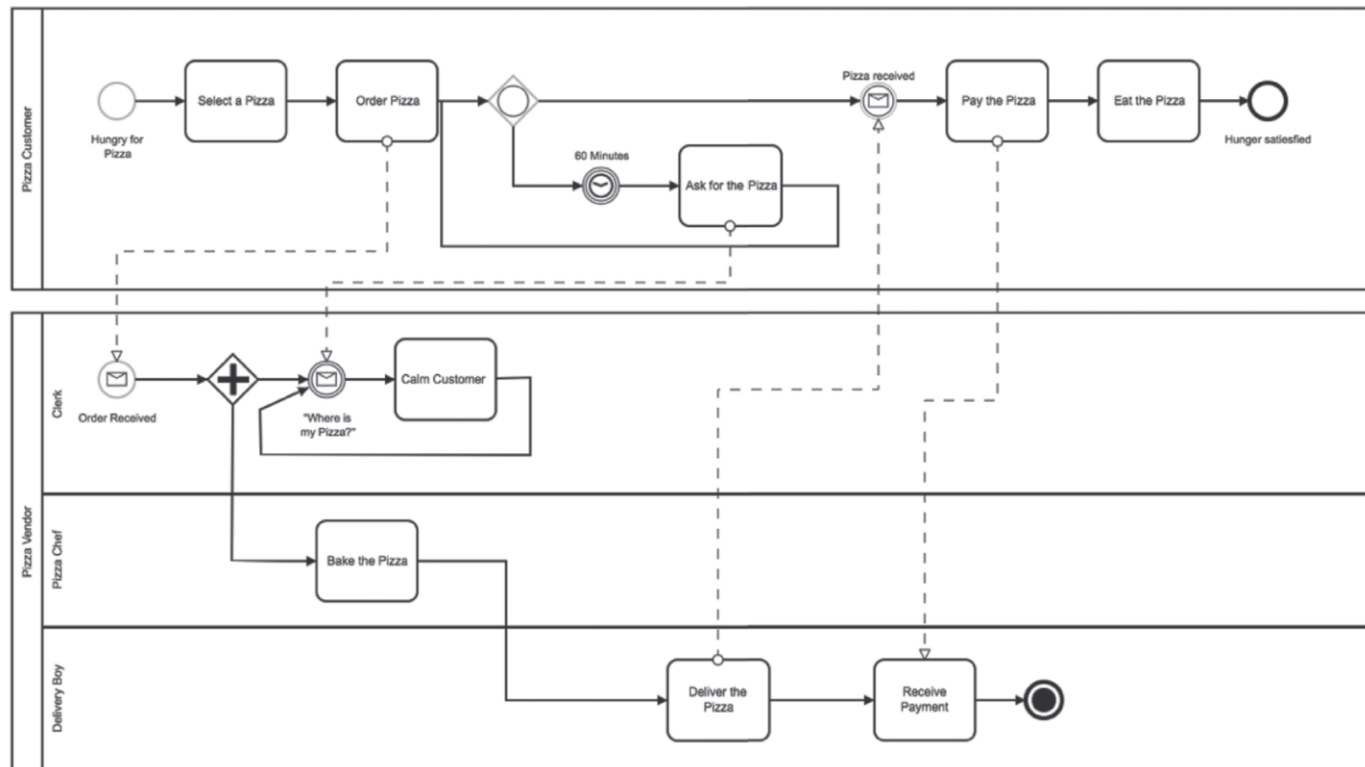 Pizza Customer
Hungry for
Pizza
Select a Pizza
Order Pizza
60 Minutes
Ask for the Pizza
Pizza received
Pay the Pizza
Eat the Pizza
Hunger satiesfied
Pizza Vendor
Clerk
Order Received
"Where is
my Pizza?"
Calm Customer
Pizza Chef
Bake the Pizza
Delivery Boy
Deliver the
Pizza
Receive
Payment